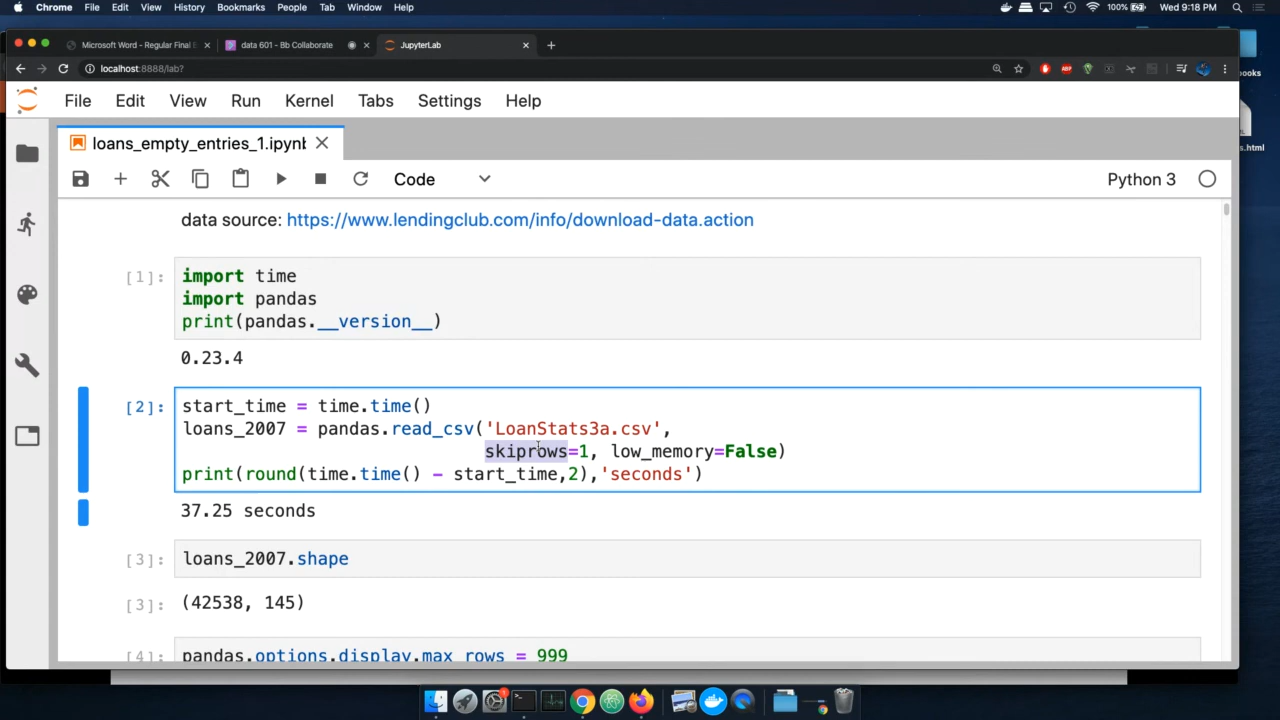 Chrome File Edit View History Bookmarks People Tab Window Help 100% Wed 9:18 PM
Microsoft Word - Regular Final E data 601 - Bb Collaborate JupyterLab
localhost:8888/lab? ABP
books
File Edit View Run Kernel Tabs Settings Help
loans_empty_entries_1.ipynb
s.html
Code Python 3
data source: https://www.lendingclub.com/info/download-data.action
[1]: import time
import pandas
print(pandas.__version__)
0.23.4
[2]: start_time = time.time()
loans_2007 = pandas.read_csv('LoanStats3a.csv',
skiprows=1, low_memory=False)
print(round(time.time() - start_time,2),'seconds')
37.25 seconds
[3]: loans_2007.shape
[3]: (42538, 145)
[4]: pandas.options.display.max_rows = 999